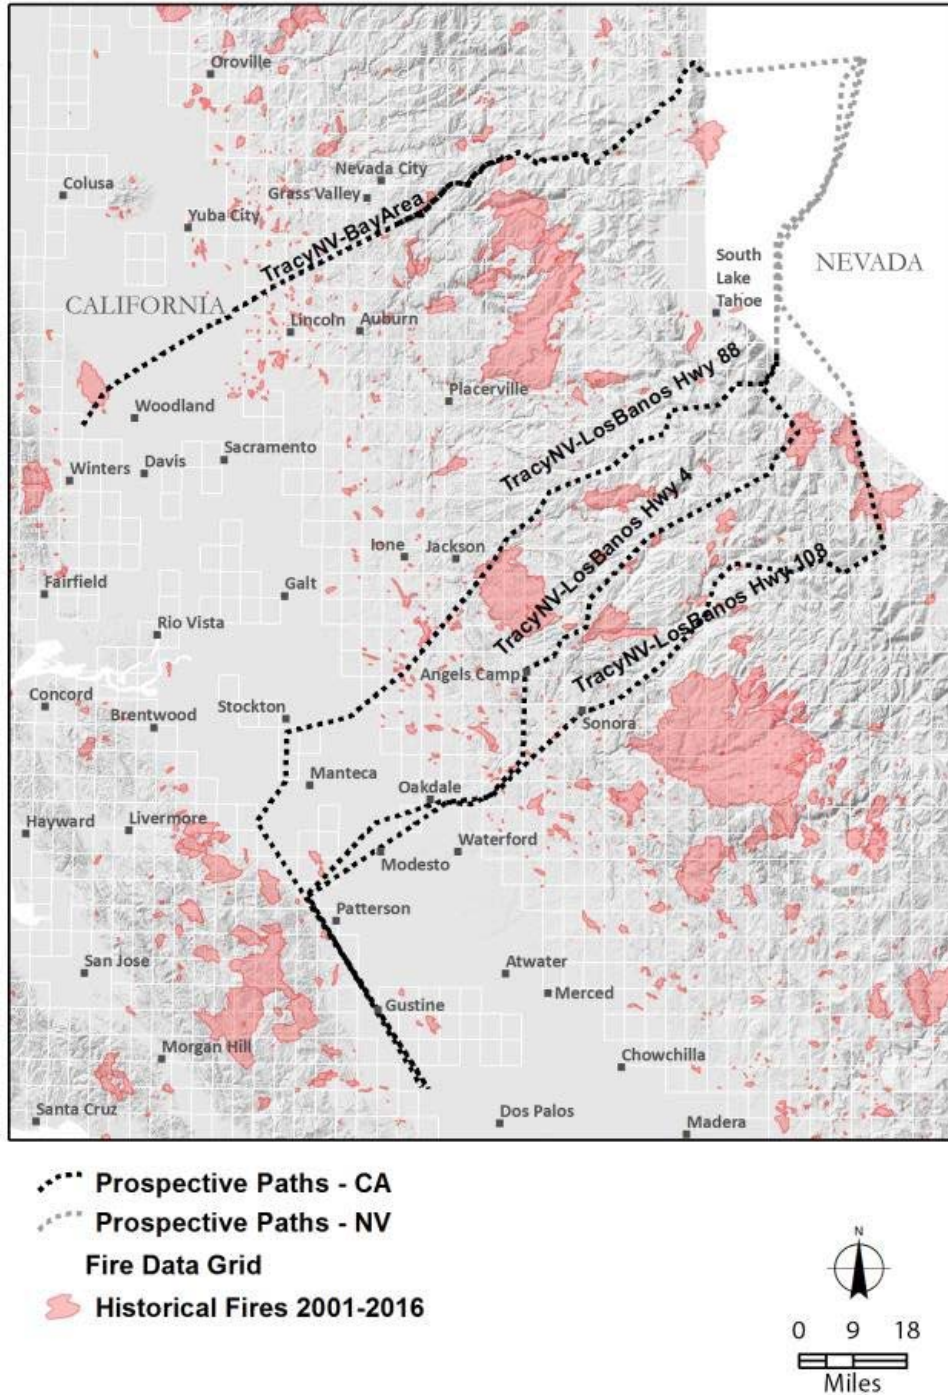 Oroville
Nevada City
Grass Valley
Colusa
Yuba City
TracyNV-BayArea
South
Lake
Tahoe
NEVADA
CALIFORNIA
Lincoln
Auburn
Placerville
TracyNV-LosBanos Hwy 88
Woodland
Sacramento
Winters
Davis
TracyNV-LosBanos Hwy 4
Ione
Jackson
Fairfield
Galt
TracyNV-LosBanos Hwy 108
Rio Vista
Angels Camp
Concord
Brentwood
Stockton
Sonora
Manteca
Oakdale
Hayward
Livermore
Waterford
Modesto
Patterson
San Jose
Atwater
Merced
Gustine
Morgan Hill
Chowchilla
Santa Cruz
Dos Palos
Madera
Prospective Paths - CA
Prospective Paths - NV
Fire Data Grid
Historical Fires 2001-2016
N
0 9 18
Miles